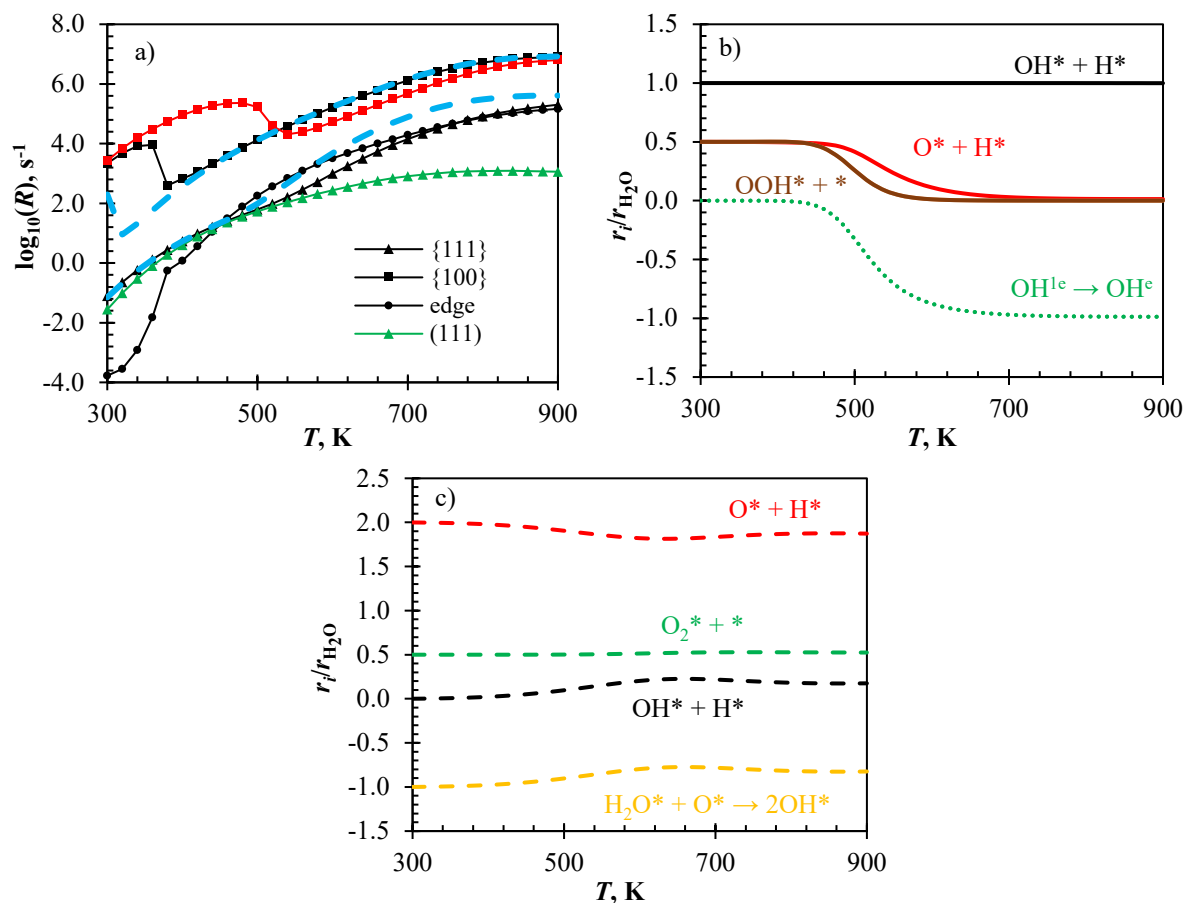 a)
log₁₀(R), s⁻¹
8.0
6.0
4.0
2.0
0.0
-2.0
-4.0
{111}
{100}
edge
(111)
300 500 700 900
T, K
b)
rᵢ/r_H₂O
1.5
1.0
0.5
0.0
-0.5
-1.0
-1.5
OH* + H*
O* + H*
OOH* + *
OH¹ᵉ → OHᵉ
300 500 700 900
T, K
c)
rᵢ/r_H₂O
2.5
2.0
1.5
1.0
0.5
0.0
-0.5
-1.0
-1.5
O* + H*
O₂* + *
OH* + H*
H₂O* + O* → 2OH*
300 500 700 900
T, K